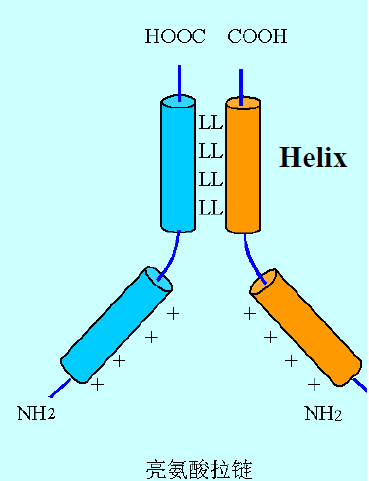 HOOC COOH
LL
LL
LL
LL
Helix
+ +
+ +
+ +
+ +
NH2 NH2
亮氨酸拉链